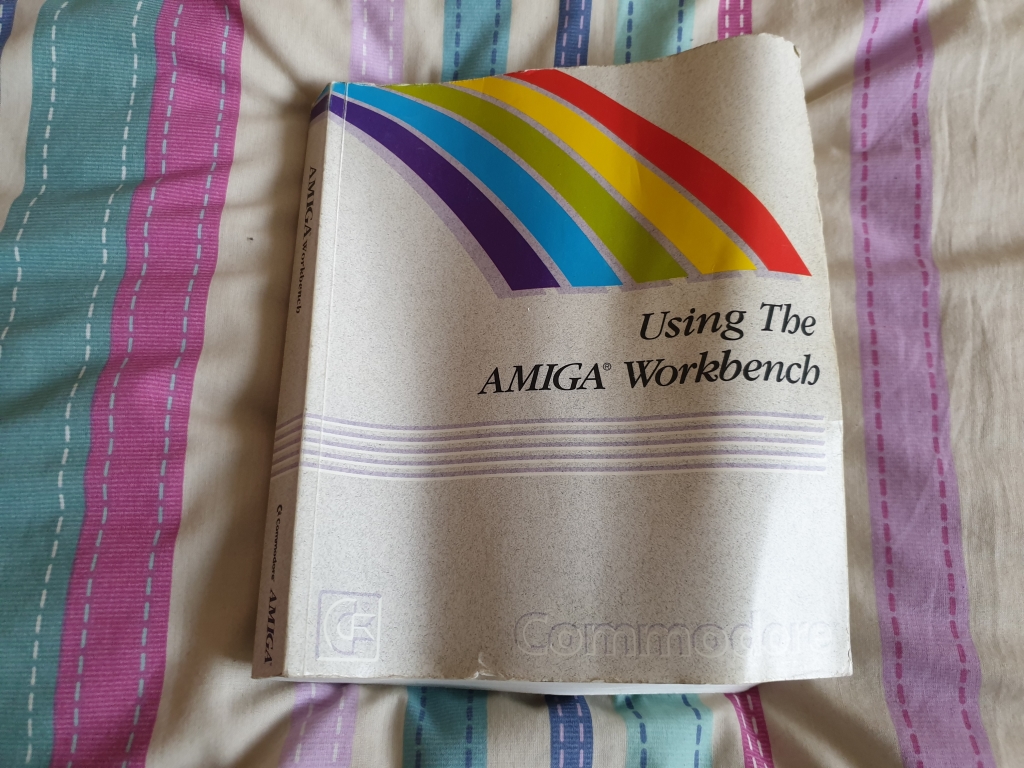 Using The
AMIGA® Workbench
Commodore
AMIGA Workbench
Commodore AMIGA